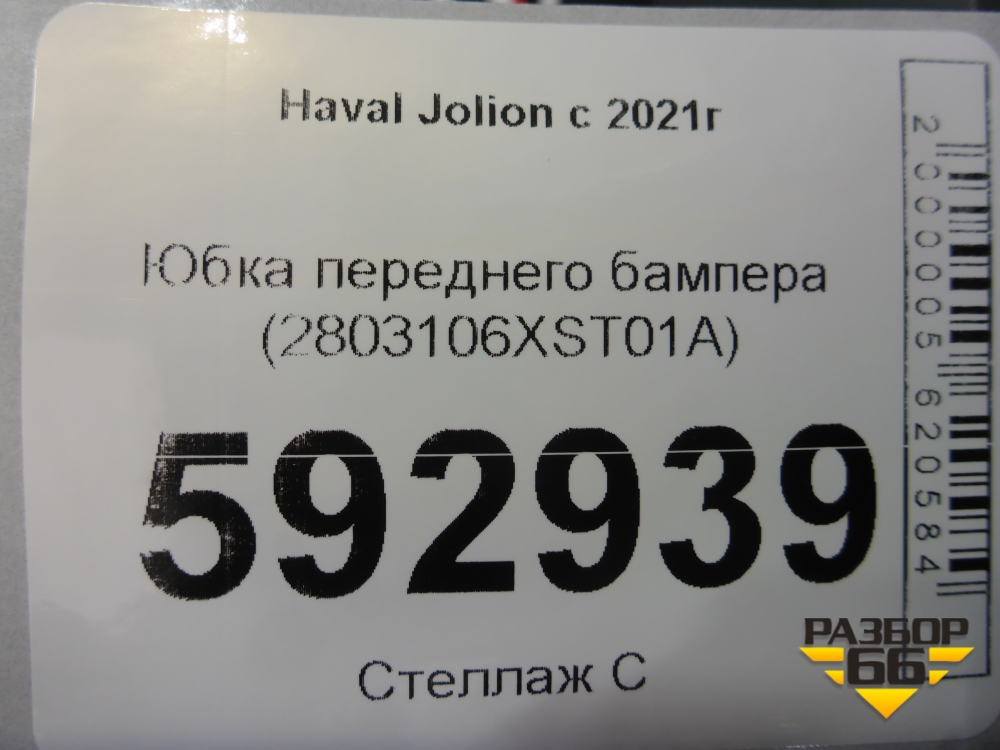 Haval Jolion с 2021г
Юбка переднего бампера
(2803106XST01A)
592939
Стеллаж С
2000005620584
РАЗБОР
66